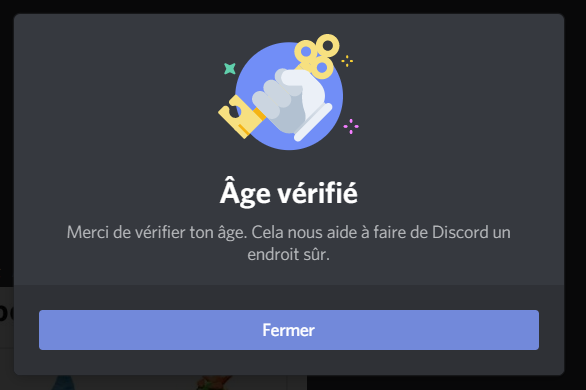 Âge vérifié
Merci de vérifier ton âge. Cela nous aide à faire de Discord un
endroit sûr.
Fermer